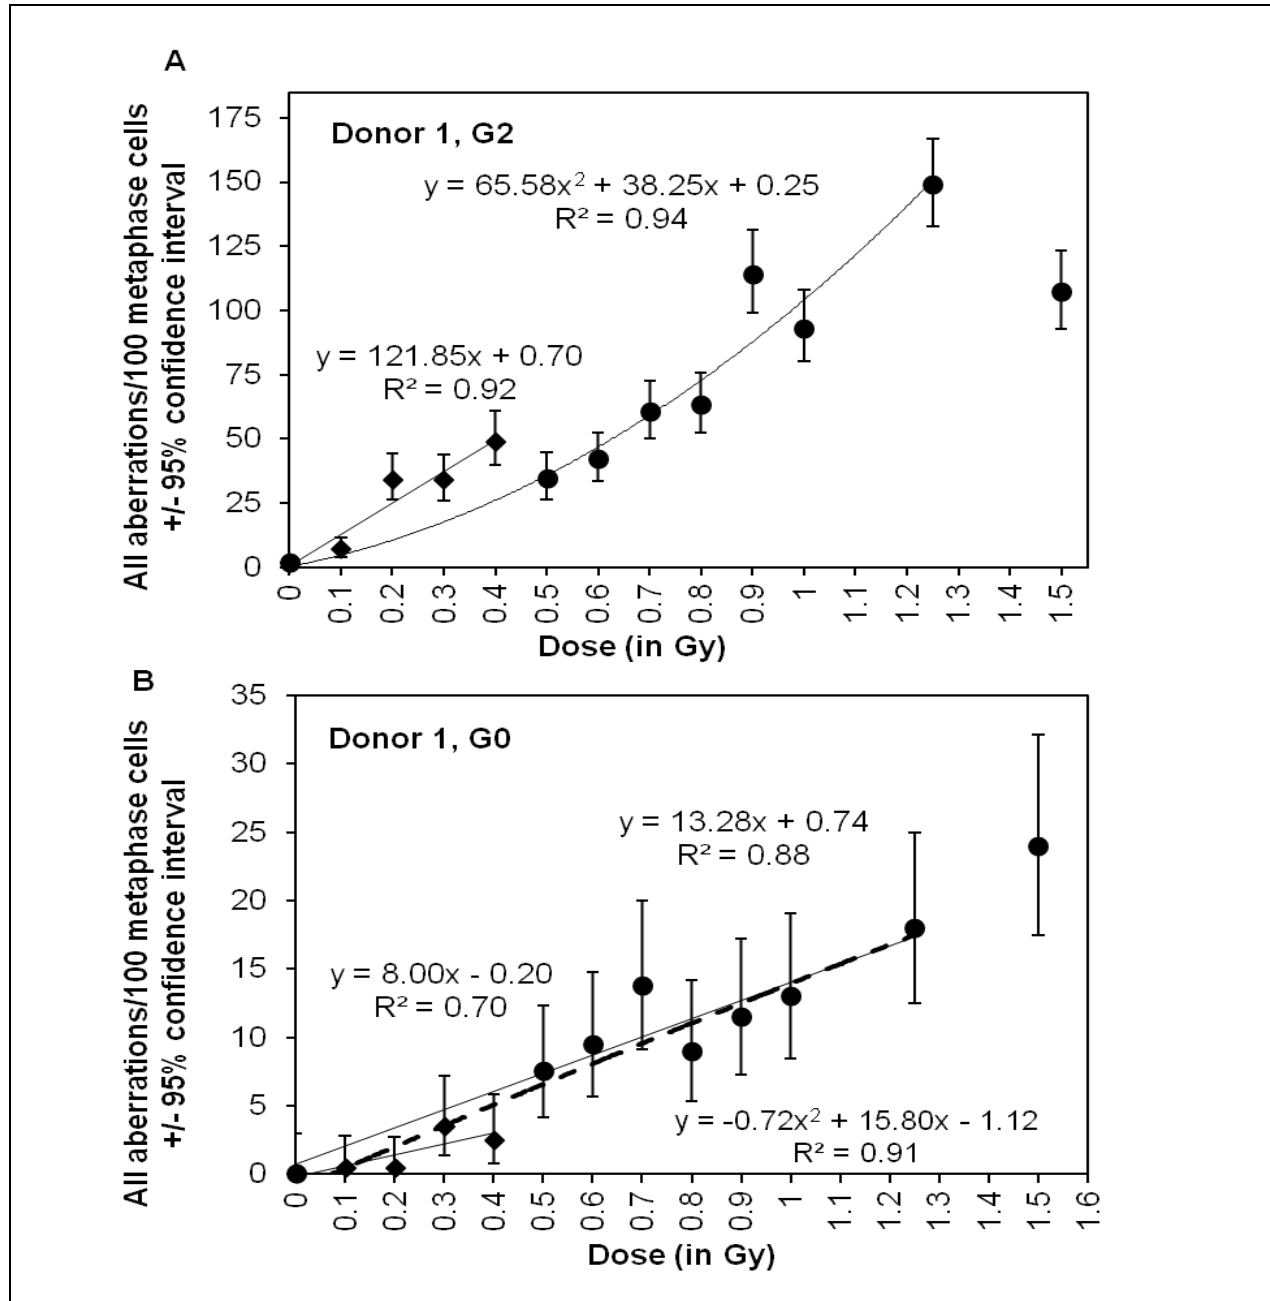 A
All aberrations/100 metaphase cells
+/- 95% confidence interval
175
150
125
100
75
50
25
0
Donor 1, G2
y = 65.58x² + 38.25x + 0.25
R² = 0.94
y = 121.85x + 0.70
R² = 0.92
0 0.1 0.2 0.3 0.4 0.5 0.6 0.7 0.8 0.9 1 1.1 1.2 1.3 1.4 1.5
Dose (in Gy)
B
All aberrations/100 metaphase cells
+/- 95% confidence interval
35
30
25
20
15
10
5
0
Donor 1, G0
y = 13.28x + 0.74
R² = 0.88
y = 8.00x - 0.20
R² = 0.70
y = -0.72x² + 15.80x - 1.12
R² = 0.91
0 0.1 0.2 0.3 0.4 0.5 0.6 0.7 0.8 0.9 1 1.1 1.2 1.3 1.4 1.5 1.6
Dose (in Gy)